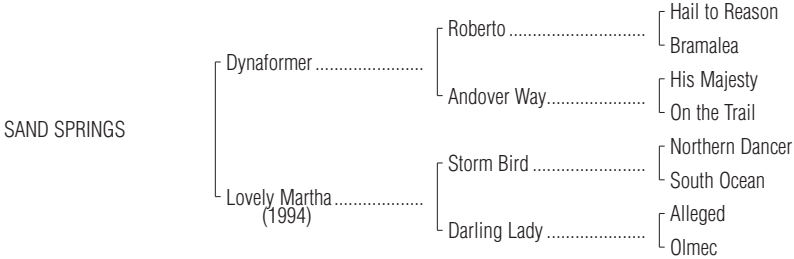 Hail to Reason
Roberto ..............................
Bramalea
Dynaformer .......................
His Majesty
Andover Way......................
On the Trail
SAND SPRINGS
Northern Dancer
Storm Bird .........................
South Ocean
Lovely Martha ....................
(1994)
Alleged
Darling Lady ......................
Olmec